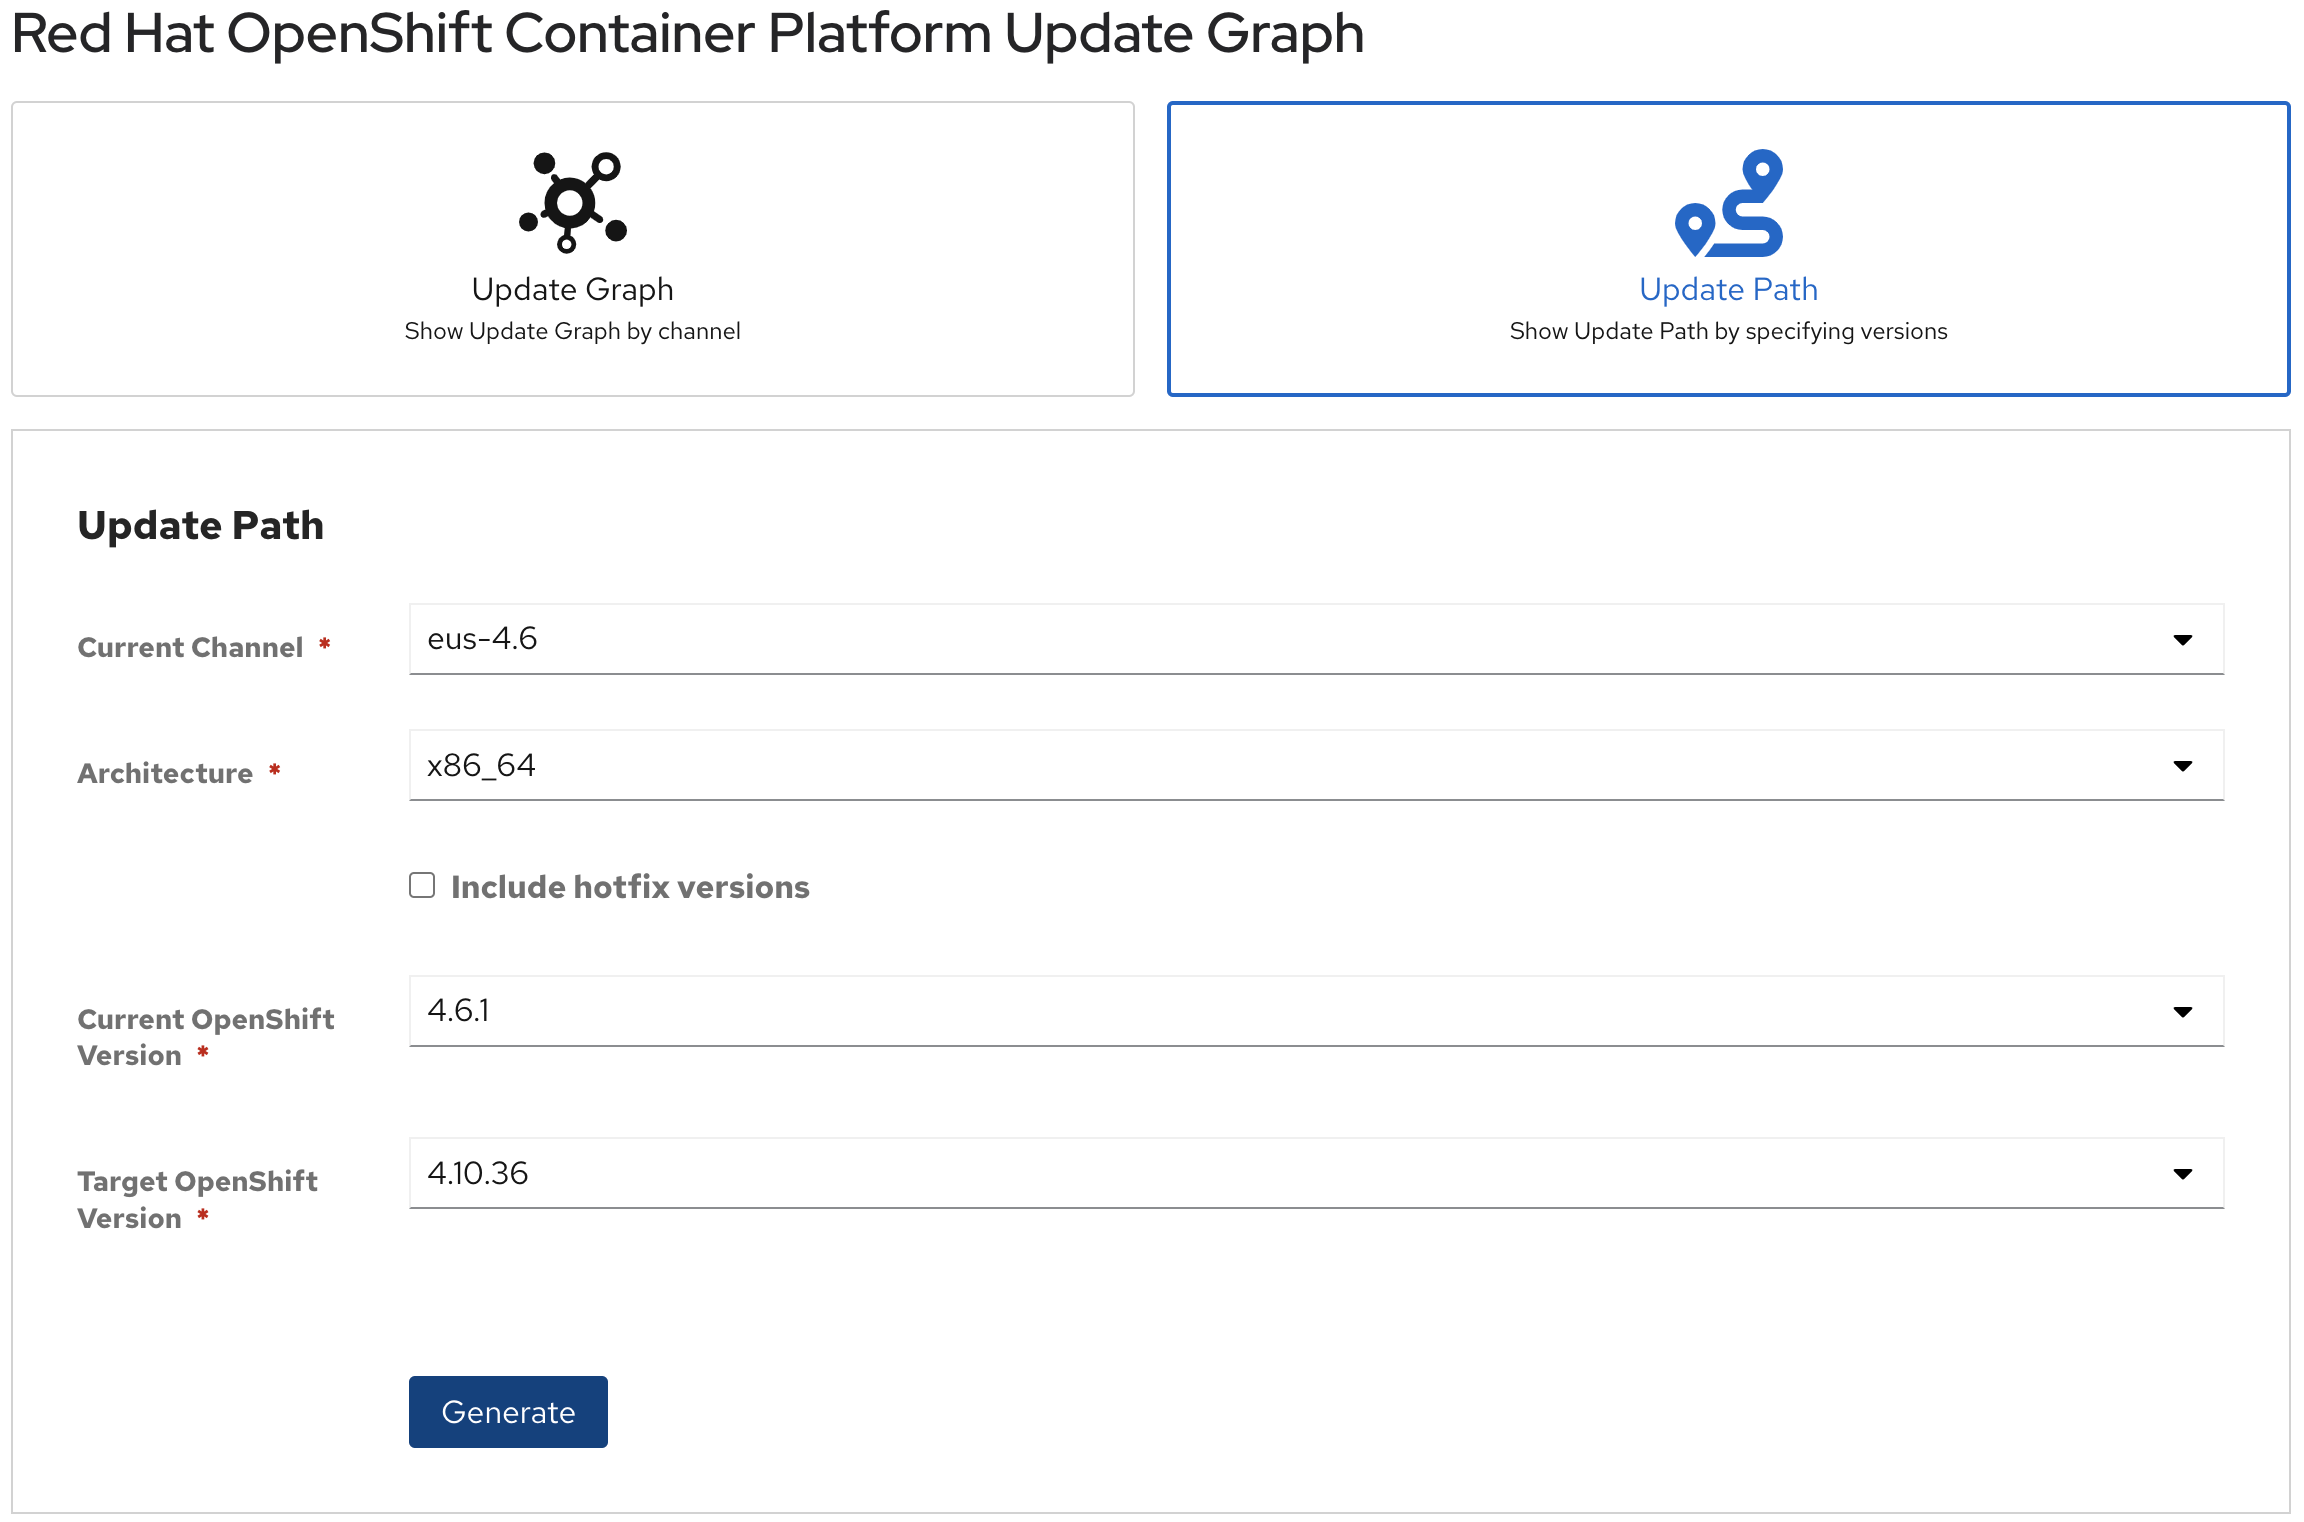 Red Hat OpenShift Container Platform Update Graph
Update Graph
Show Update Graph by channel
Update Path
Show Update Path by specifying versions
Update Path
Current Channel *
eus-4.6
Architecture *
x86_64
Include hotfix versions
Current OpenShift
Version *
4.6.1
Target OpenShift
Version *
4.10.36
Generate